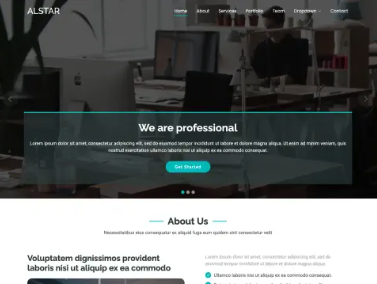 ALSTAR
Home About Services Portfolio Team Dropdown Contact
We are professional
Lorem ipsum dolor sit amet, consectetur adipiscing elit, sed do eiusmod tempor incididunt ut labore et dolore magna aliqua. Ut enim ad minim veniam, quis
nostrud exercitation ullamco laboris nisi ut aliquip ex ea commodo consequat.
Get Started
About Us
Necessitatibus eius consequatur ex aliquid fuga eum quidem sint consectetur velit
Voluptatem dignissimos provident
laboris nisi ut aliquip ex ea commodo
Lorem ipsum dolor sit amet, consectetur adipiscing elit, sed do
eiusmod tempor incididunt ut labore et dolore magna aliqua.
Ullamco laboris nisi ut aliquip ex ea commodo consequat.